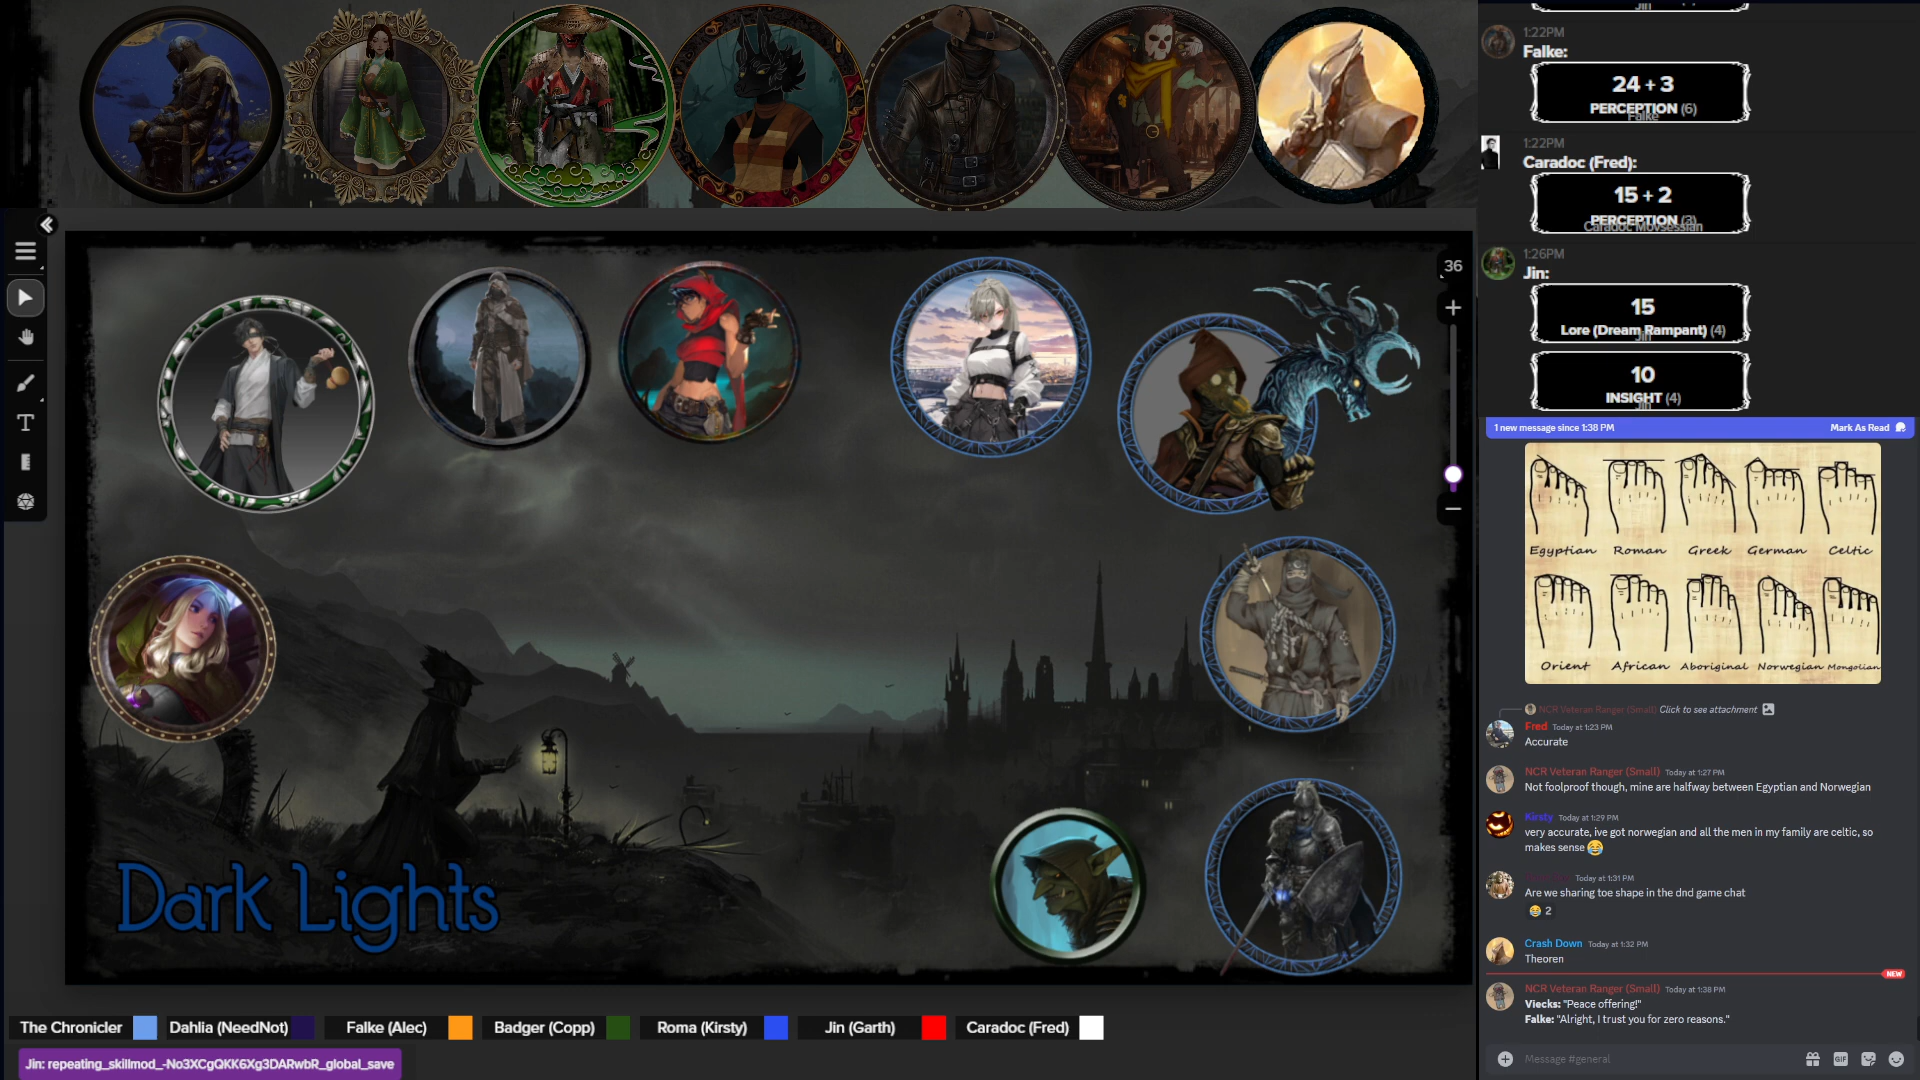 1:22PM
Falke:
24 + 3
PERCEPTION (6)
Falke
1:22PM
Caradoc (Fred):
15 + 2
PERCEPTION (3)
Caradoc Movsessian
1:26PM
Jin:
15
Lore (Dream Rampant) (4)
Jin
10
INSIGHT (4)
Jin
36
1 new message since 1:38 PM
Mark As Read
Egyptian Roman Greek German Celtic
Orient African Aboriginal Norwegian Mongolian
NCR Veteran Ranger (Small) Click to see attachment
Fred Today at 1:23 PM
Accurate
NCR Veteran Ranger (Small) Today at 1:27 PM
Not foolproof though, mine are halfway between Egyptian and Norwegian
Kirsty Today at 1:29 PM
very accurate, ive got norwegian and all the men in my family are celtic, so
makes sense 😂
Today at 1:31 PM
Are we sharing toe shape in the dnd game chat
😂 2
Crash Down Today at 1:32 PM
Theoren
NEW
NCR Veteran Ranger (Small) Today at 1:38 PM
Viecks: "Peace offering!"
Falke: "Alright, I trust you for zero reasons."
Message #general
GIF
Dark Lights
The Chronicler
Dahlia (NeedNot)
Falke (Alec)
Badger (Copp)
Roma (Kirsty)
Jin (Garth)
Caradoc (Fred)
Jin: repeating_skillmod_-No3XCgQKK6Xg3DARwbR_global_save